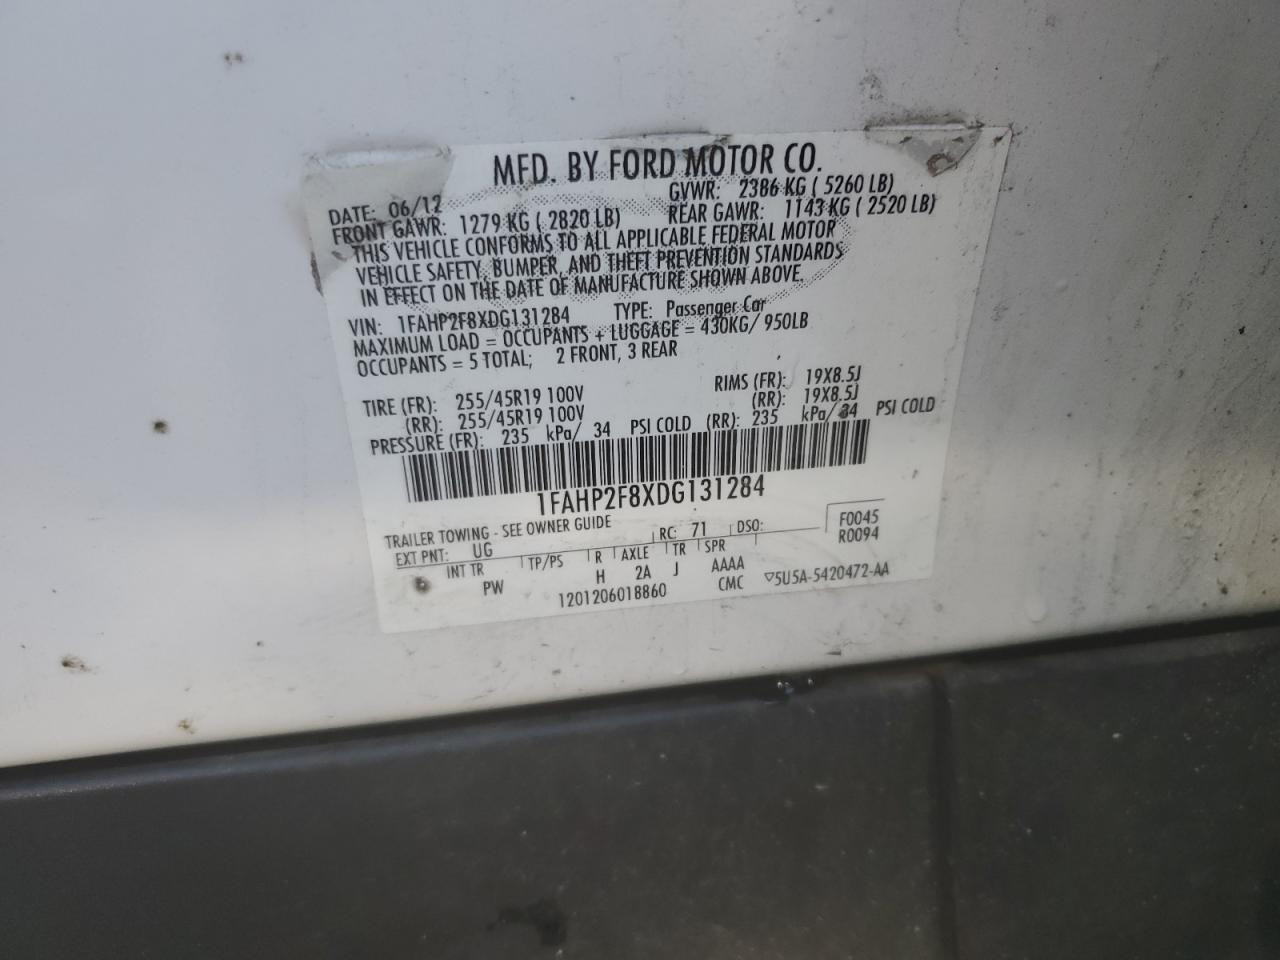 MFD. BY FORD MOTOR CO.
DATE: 06/12 GVWR: 2386 KG ( 5260 LB)
FRONT GAWR: 1279 KG ( 2820 LB) REAR GAWR: 1143 KG ( 2520 LB)
THIS VEHICLE CONFORMS TO ALL APPLICABLE FEDERAL MOTOR
VEHICLE SAFETY, BUMPER, AND THEFT PREVENTION STANDARDS
IN EFFECT ON THE DATE OF MANUFACTURE SHOWN ABOVE.
VIN: 1FAHP2F8XDG131284 TYPE: Passenger Car
MAXIMUM LOAD = OCCUPANTS + LUGGAGE = 430KG/ 950LB
OCCUPANTS = 5 TOTAL; 2 FRONT, 3 REAR
TIRE (FR): 255/45R19 100V RIMS (FR): 19X8.5J
(RR): 255/45R19 100V (RR): 19X8.5J
PRESSURE (FR): 235 kPa/ 34 PSI COLD (RR): 235 kPa/ 34 PSI COLD
1FAHP2F8XDG131284
TRAILER TOWING - SEE OWNER GUIDE
EXT PNT: UG RC: 71 DSO: F0045
R0094
INT TR TP/PS R AXLE TR SPR
PW H 2A J AAAA
1201206018860 CMC ▽5U5A-5420472-AA